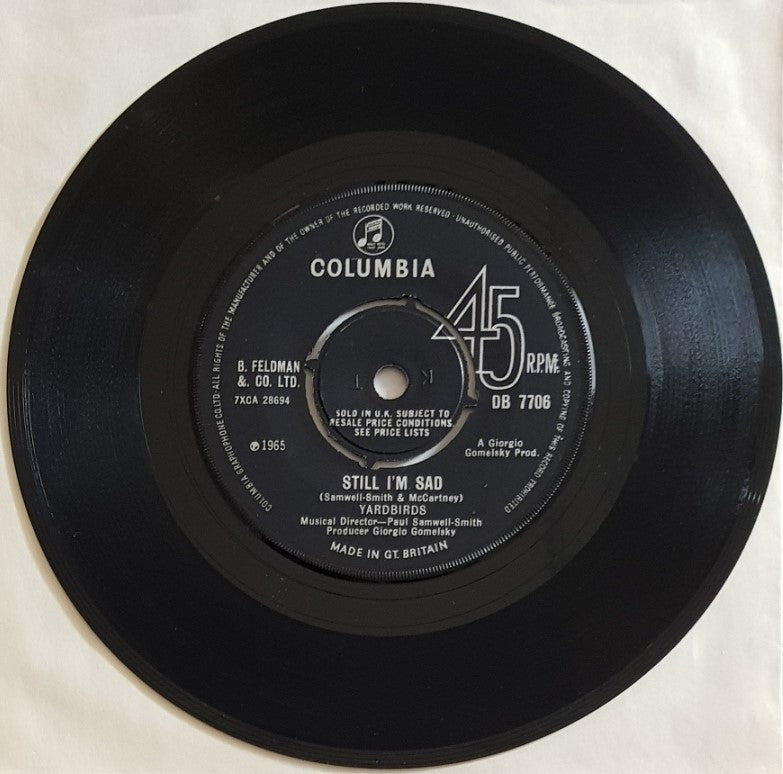 COLUMBIA GRAPHOPHONE CO. LTD.· ALL RIGHTS OF THE MANUFACTURER AND OF THE OWNER OF THE RECORDED WORK RESERVED · UNAUTHORISED PUBLIC PERFORMANCE BROADCASTING AND COPYING OF THIS RECORD PROHIBITED
COLUMBIA
45
R.P.M.
B. FELDMAN
& CO. LTD.
7XCA 28694
DB 7706
SOLD IN U.K. SUBJECT TO
RESALE PRICE CONDITIONS.
SEE PRICE LISTS
℗ 1965
A Giorgio
Gomelsky Prod.
STILL I'M SAD
(Samwell-Smith & McCartney)
YARDBIRDS
Musical Director—Paul Samwell-Smith
Producer Giorgio Gomelsky
MADE IN GT. BRITAIN